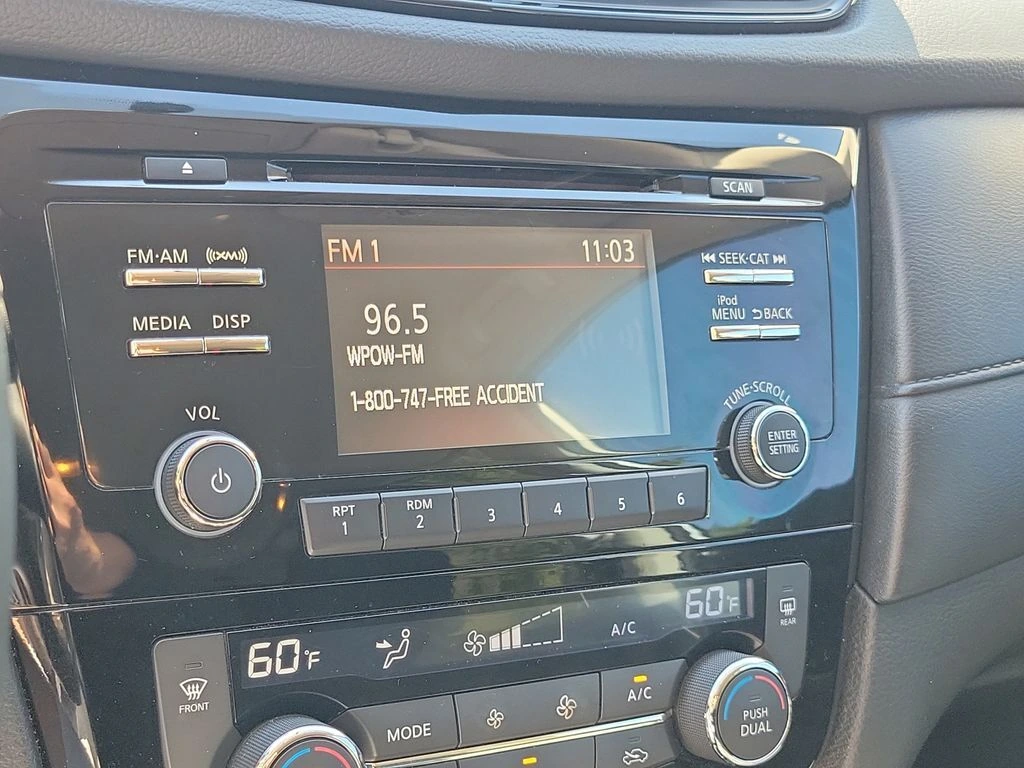 SCAN
FM·AM (((XM)))
SEEK·CAT
FM 1 11:03
iPod
MENU BACK
MEDIA DISP
96.5
WPOW-FM
1-800-747-FREE ACCIDENT
TUNE·SCROLL
VOL
ENTER
SETTING
RPT
1
RDM
2
3
4
5
6
60°F
A/C
60°F
REAR
FRONT
MODE
A/C
PUSH
DUAL